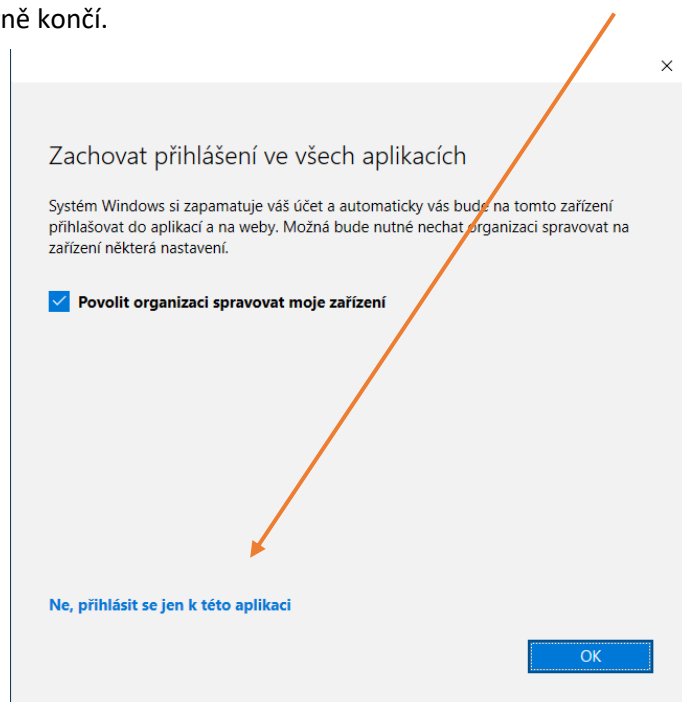 končí.
Zachovat přihlášení ve všech aplikacích
Systém Windows si zapamatuje váš účet a automaticky vás bude na tomto zařízení
přihlašovat do aplikací a na weby. Možná bude nutné nechat organizaci spravovat na
zařízení některá nastavení.
Povolit organizaci spravovat moje zařízení
Ne, přihlásit se jen k této aplikaci
OK